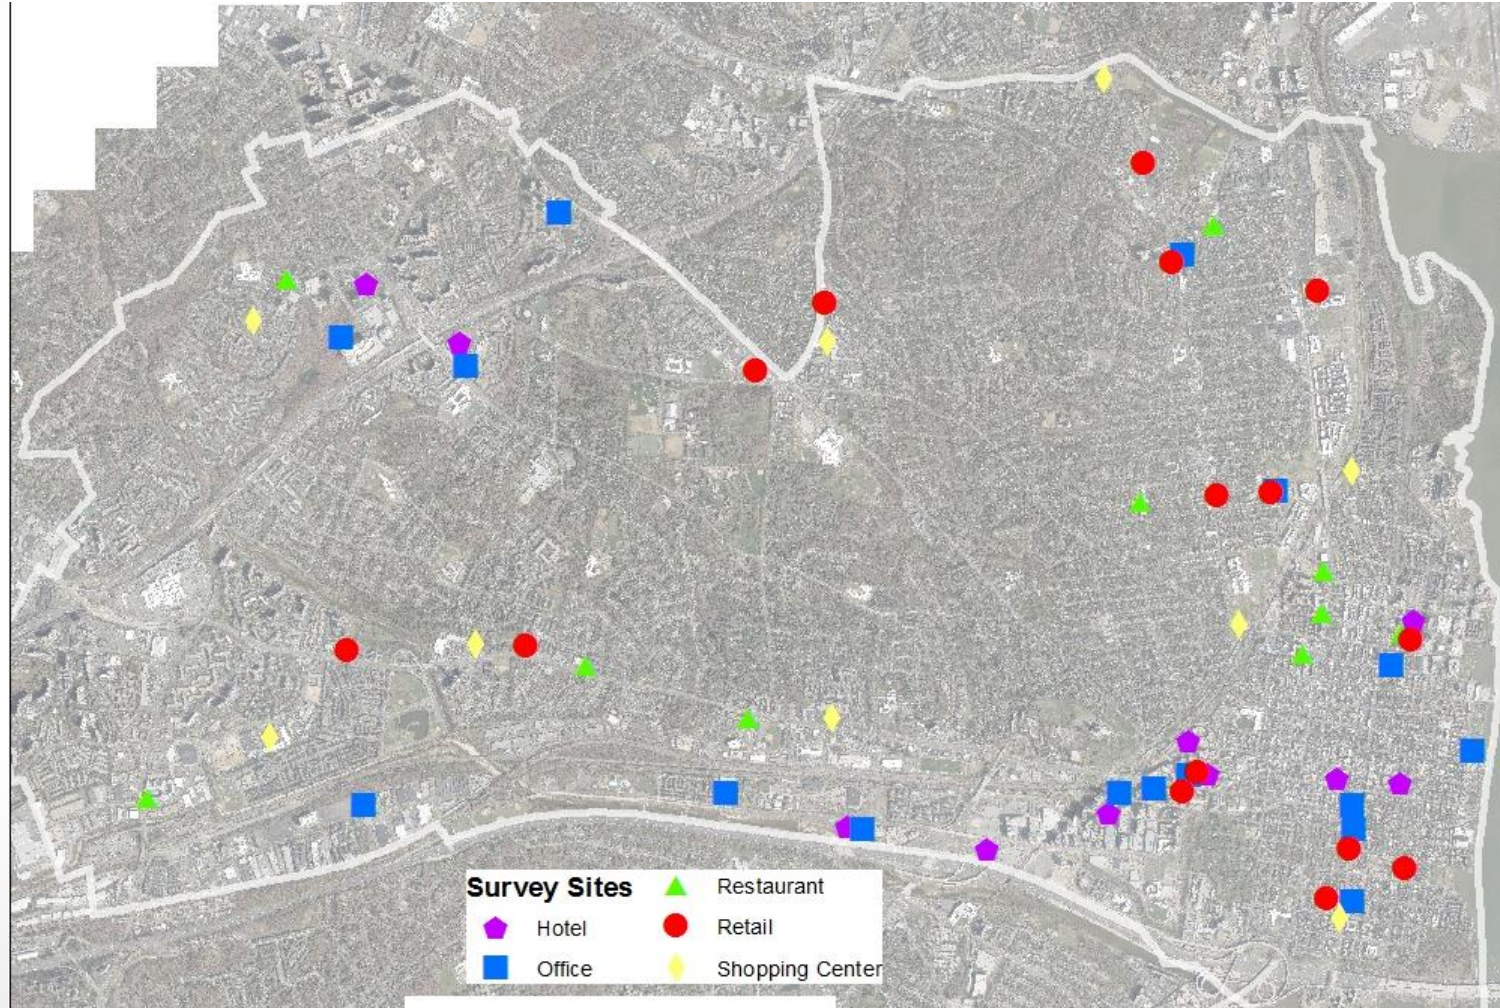 Survey Sites
Restaurant
Hotel
Retail
Office
Shopping Center